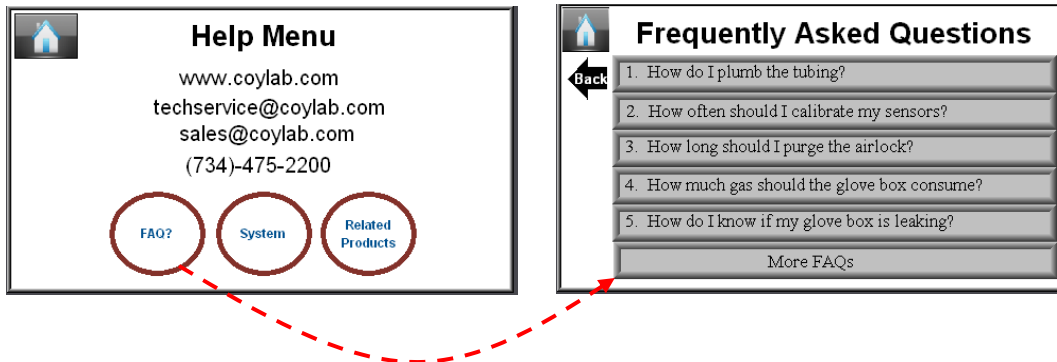 Help Menu
www.coylab.com
techservice@coylab.com
sales@coylab.com
(734)-475-2200
FAQ?
System
Related
Products
Frequently Asked Questions
Back
1. How do I plumb the tubing?
2. How often should I calibrate my sensors?
3. How long should I purge the airlock?
4. How much gas should the glove box consume?
5. How do I know if my glove box is leaking?
More FAQs